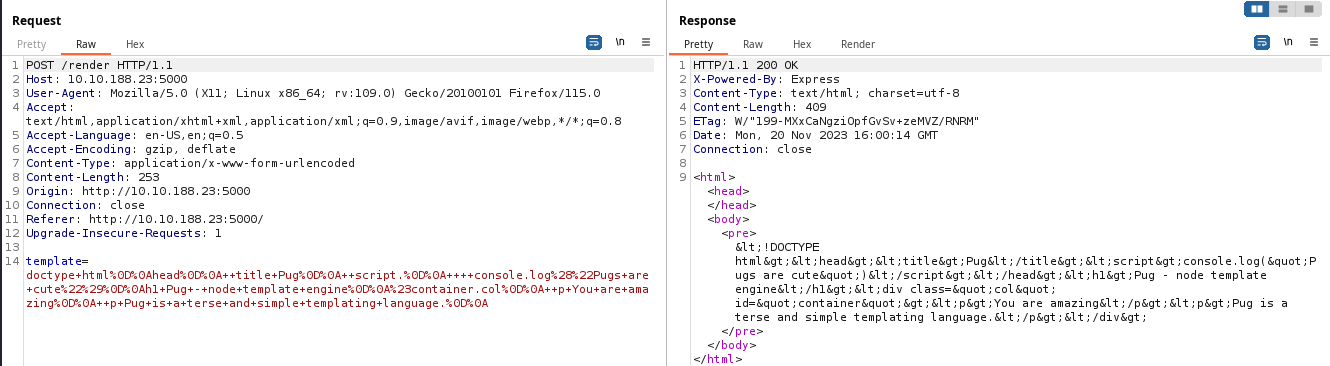 Request
Pretty Raw Hex \n
1 POST /render HTTP/1.1
2 Host: 10.10.188.23:5000
3 User-Agent: Mozilla/5.0 (X11; Linux x86_64; rv:109.0) Gecko/20100101 Firefox/115.0
4 Accept:
text/html,application/xhtml+xml,application/xml;q=0.9,image/avif,image/webp,*/*;q=0.8
5 Accept-Language: en-US,en;q=0.5
6 Accept-Encoding: gzip, deflate
7 Content-Type: application/x-www-form-urlencoded
8 Content-Length: 253
9 Origin: http://10.10.188.23:5000
10 Connection: close
11 Referer: http://10.10.188.23:5000/
12 Upgrade-Insecure-Requests: 1
13
14 template=
doctype+html%0D%0Ahead%0D%0A++title+Pug%0D%0A++script.%0D%0A++++console.log%28%22Pugs+are
+cute%22%29%0D%0Ah1+Pug+-+node+template+engine%0D%0A%23container.col%0D%0A++p+You+are+ama
zing%0D%0A++p+Pug+is+a+terse+and+simple+templating+language.%0D%0A
Response
Pretty Raw Hex Render \n
1 HTTP/1.1 200 OK
2 X-Powered-By: Express
3 Content-Type: text/html; charset=utf-8
4 Content-Length: 409
5 ETag: W/"199-MXxCaNgziOpfGvSv+zeMVZ/RNRM"
6 Date: Mon, 20 Nov 2023 16:00:14 GMT
7 Connection: close
8
9 <html>
<head>
</head>
<body>
<pre>
&lt;!DOCTYPE
html&gt;&lt;head&gt;&lt;title&gt;Pug&lt;/title&gt;&lt;script&gt;console.log(&quot;P
ugs are cute&quot;)&lt;/script&gt;&lt;/head&gt;&lt;h1&gt;Pug - node template
engine&lt;/h1&gt;&lt;div class=&quot;col&quot;
id=&quot;container&quot;&gt;&lt;p&gt;You are amazing&lt;/p&gt;&lt;p&gt;Pug is a
terse and simple templating language.&lt;/p&gt;&lt;/div&gt;
</pre>
</body>
</html>